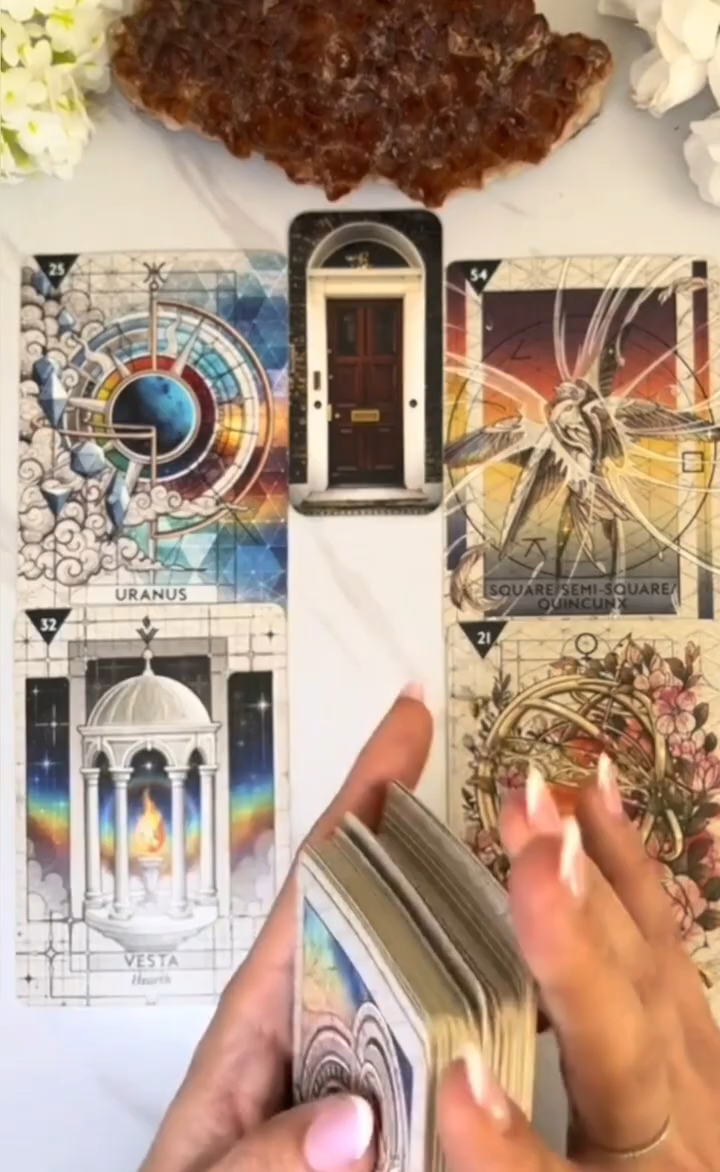 25
URANUS
54
SQUARE/SEMI-SQUARE/
QUINCUNX
32
VESTA
Hearth
21